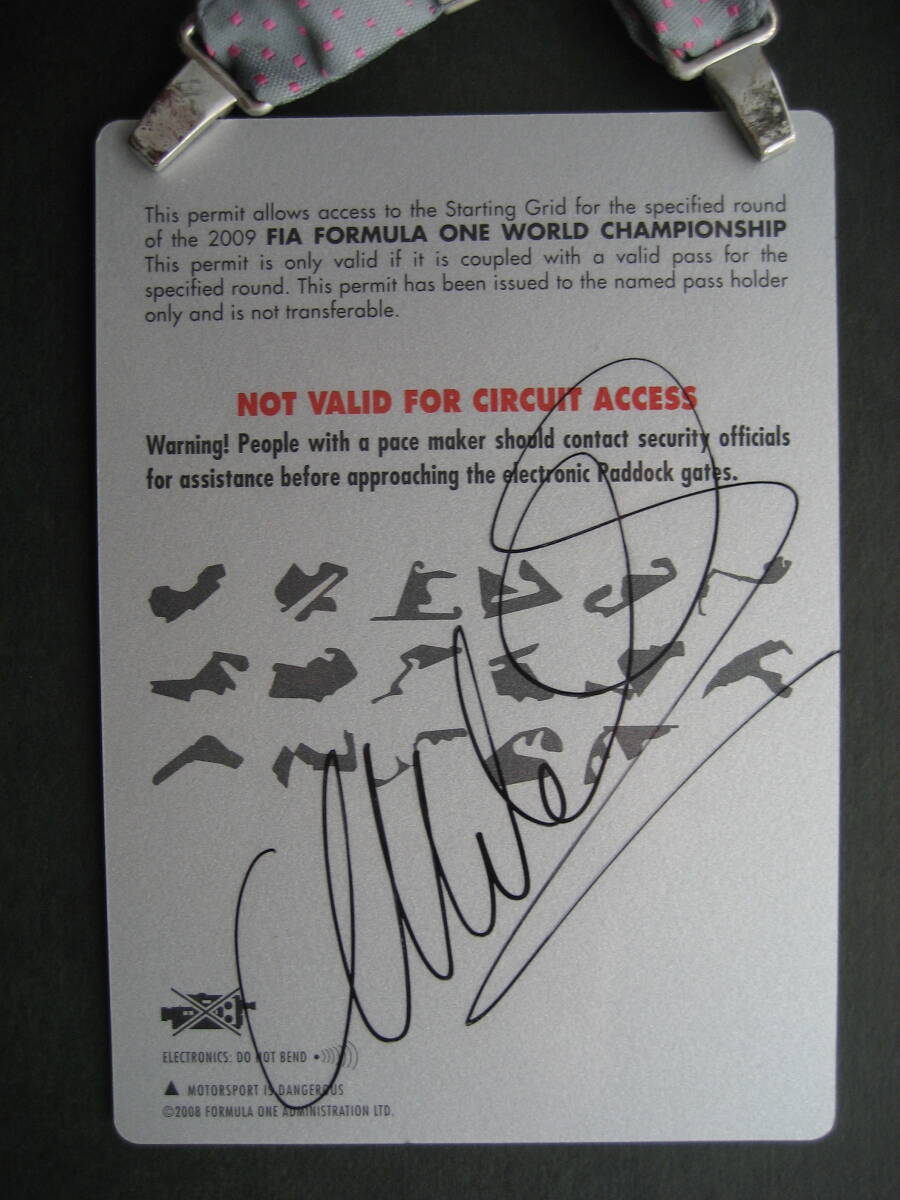 This permit allows access to the Starting Grid for the specified round
of the 2009 FIA FORMULA ONE WORLD CHAMPIONSHIP
This permit is only valid if it is coupled with a valid pass for the
specified round. This permit has been issued to the named pass holder
only and is not transferable.
NOT VALID FOR CIRCUIT ACCESS
Warning! People with a pace maker should contact security officials
for assistance before approaching the electronic Paddock gates.
ELECTRONICS: DO NOT BEND
MOTORSPORT IS DANGEROUS
©2008 FORMULA ONE ADMINISTRATION LTD.